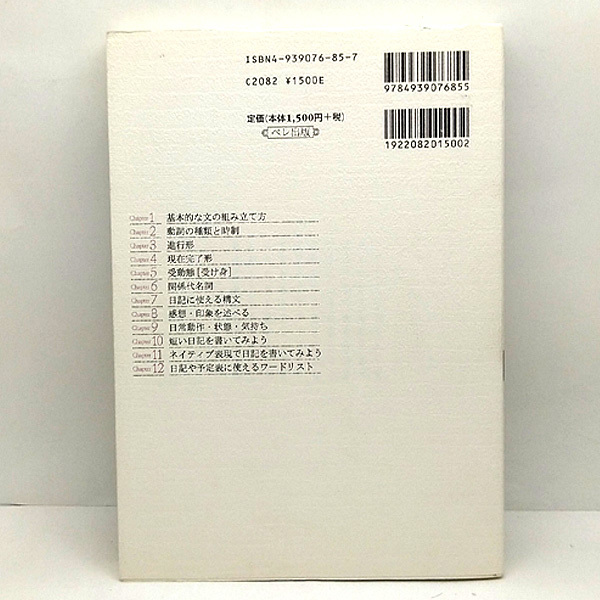 ISBN4-939076-85-7
C2082 ¥1500E
定価(本体1,500円+税)
ベレ出版
9784939076855
1922082015002
Chapter 1 基本的な文の組み立て方
Chapter 2 動詞の種類と時制
Chapter 3 進行形
Chapter 4 現在完了形
Chapter 5 受動態[受け身]
Chapter 6 関係代名詞
Chapter 7 日記に使える構文
Chapter 8 感想・印象を述べる
Chapter 9 日常動作・状態・気持ち
Chapter 10 短い日記を書いてみよう
Chapter 11 ネイティブ表現で日記を書いてみよう
Chapter 12 日記や予定表に使えるワードリスト